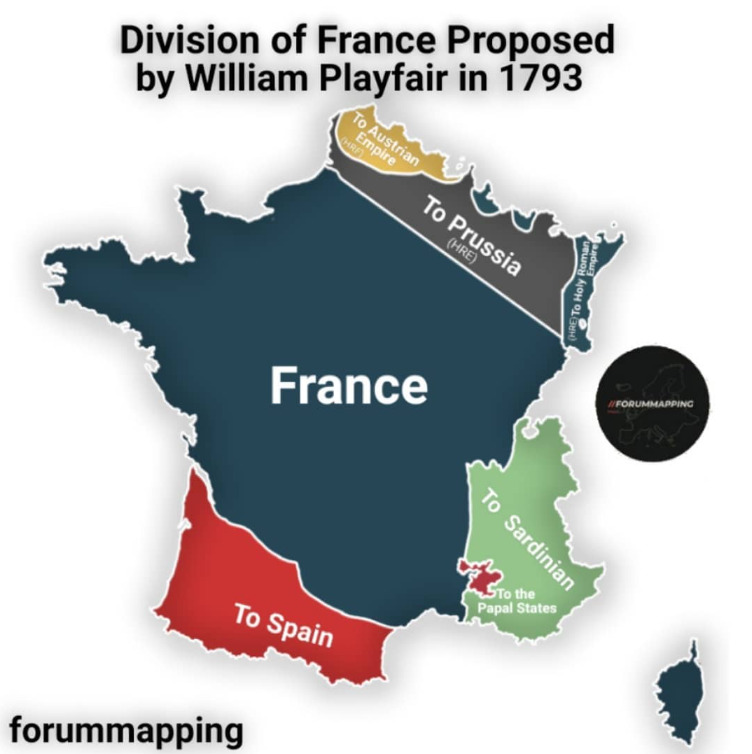 Division of France Proposed
by William Playfair in 1793
To Austrian
Empire
(HRE)
To Prussia
(HRE)
To Holy Roman
Empire
(HRE)
France
//FORUMMAPPING
To Sardinian
To the
Papal States
To Spain
forummapping